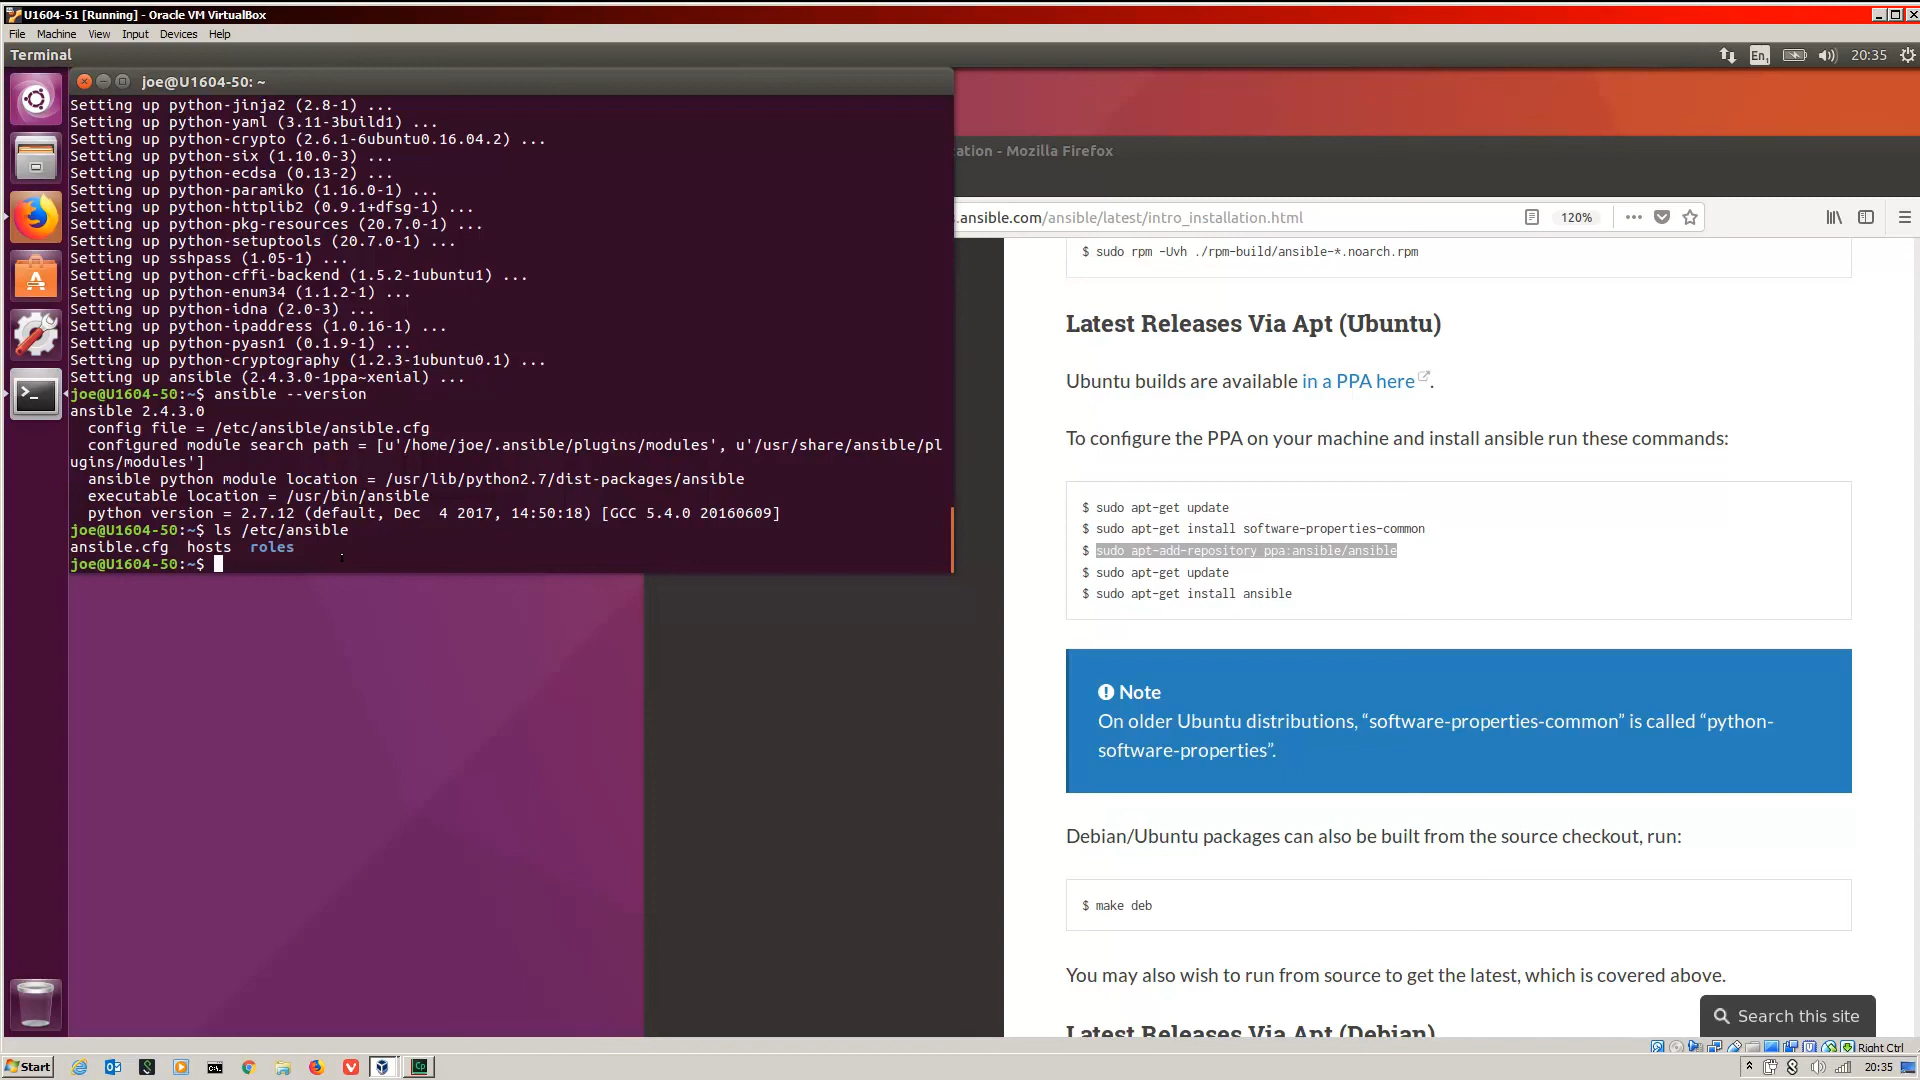 U1604-51 [Running] - Oracle VM VirtualBox
File Machine View Input Devices Help
Terminal
En
20:35
joe@U1604-50: ~
Setting up python-jinja2 (2.8-1) ...
Setting up python-yaml (3.11-3build1) ...
Setting up python-crypto (2.6.1-6ubuntu0.16.04.2) ...
Setting up python-six (1.10.0-3) ...
Setting up python-ecdsa (0.13-2) ...
Setting up python-paramiko (1.16.0-1) ...
Setting up python-httplib2 (0.9.1+dfsg-1) ...
Setting up python-pkg-resources (20.7.0-1) ...
Setting up python-setuptools (20.7.0-1) ...
Setting up sshpass (1.05-1) ...
Setting up python-cffi-backend (1.5.2-1ubuntu1) ...
Setting up python-enum34 (1.1.2-1) ...
Setting up python-idna (2.0-3) ...
Setting up python-ipaddress (1.0.16-1) ...
Setting up python-pyasn1 (0.1.9-1) ...
Setting up python-cryptography (1.2.3-1ubuntu0.1) ...
Setting up ansible (2.4.3.0-1ppa~xenial) ...
joe@U1604-50:~$ ansible --version
ansible 2.4.3.0
config file = /etc/ansible/ansible.cfg
configured module search path = [u'/home/joe/.ansible/plugins/modules', u'/usr/share/ansible/pl
ugins/modules']
ansible python module location = /usr/lib/python2.7/dist-packages/ansible
executable location = /usr/bin/ansible
python version = 2.7.12 (default, Dec  4 2017, 14:50:18) [GCC 5.4.0 20160609]
joe@U1604-50:~$ ls /etc/ansible
ansible.cfg  hosts  roles
joe@U1604-50:~$
ation - Mozilla Firefox
.ansible.com/ansible/latest/intro_installation.html
120%
$ sudo rpm -Uvh ./rpm-build/ansible-*.noarch.rpm
Latest Releases Via Apt (Ubuntu)
Ubuntu builds are available in a PPA here.
To configure the PPA on your machine and install ansible run these commands:
$ sudo apt-get update
$ sudo apt-get install software-properties-common
$ sudo apt-add-repository ppa:ansible/ansible
$ sudo apt-get update
$ sudo apt-get install ansible
Note
On older Ubuntu distributions, “software-properties-common” is called “python-
software-properties”.
Debian/Ubuntu packages can also be built from the source checkout, run:
$ make deb
You may also wish to run from source to get the latest, which is covered above.
Search this site
Latest Releases Via Apt (Debian)
Right Ctrl
Start
Cp
20:35